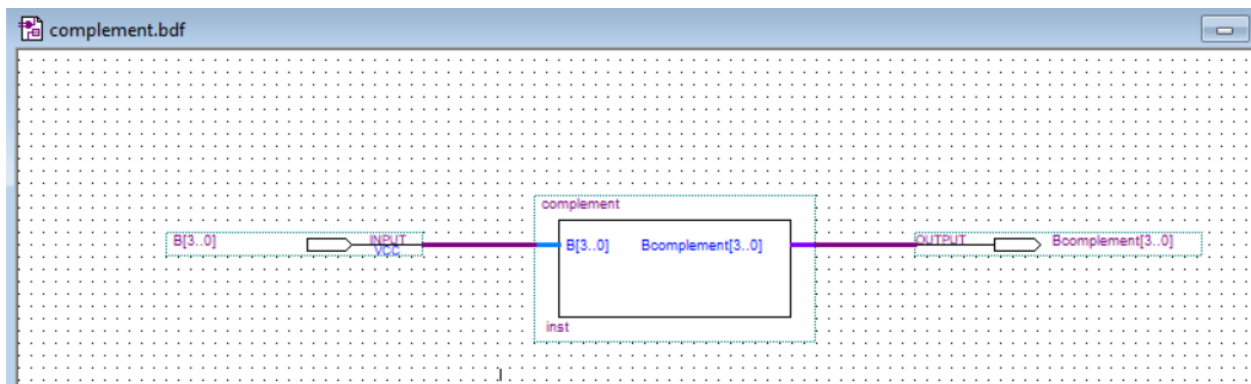 complement.bdf
complement
B[3..0] INPUT B[3..0] Bcomplement[3..0] OUTPUT Bcomplement[3..0]
VCC
inst